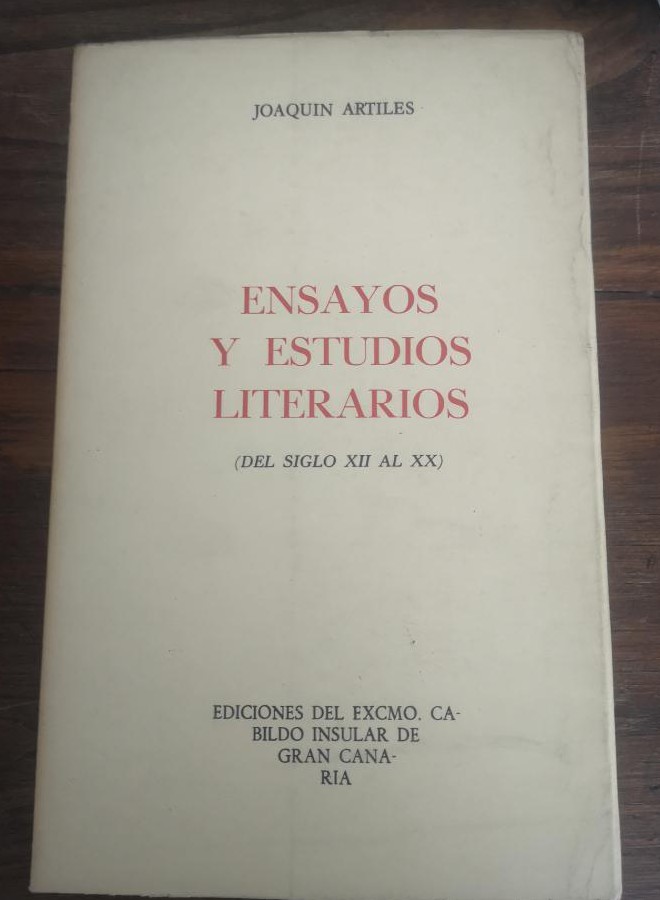 JOAQUIN ARTILES
ENSAYOS
Y ESTUDIOS
LITERARIOS
(DEL SIGLO XII AL XX)
EDICIONES DEL EXCMO. CA-
BILDO INSULAR DE
GRAN CANA-
RIA